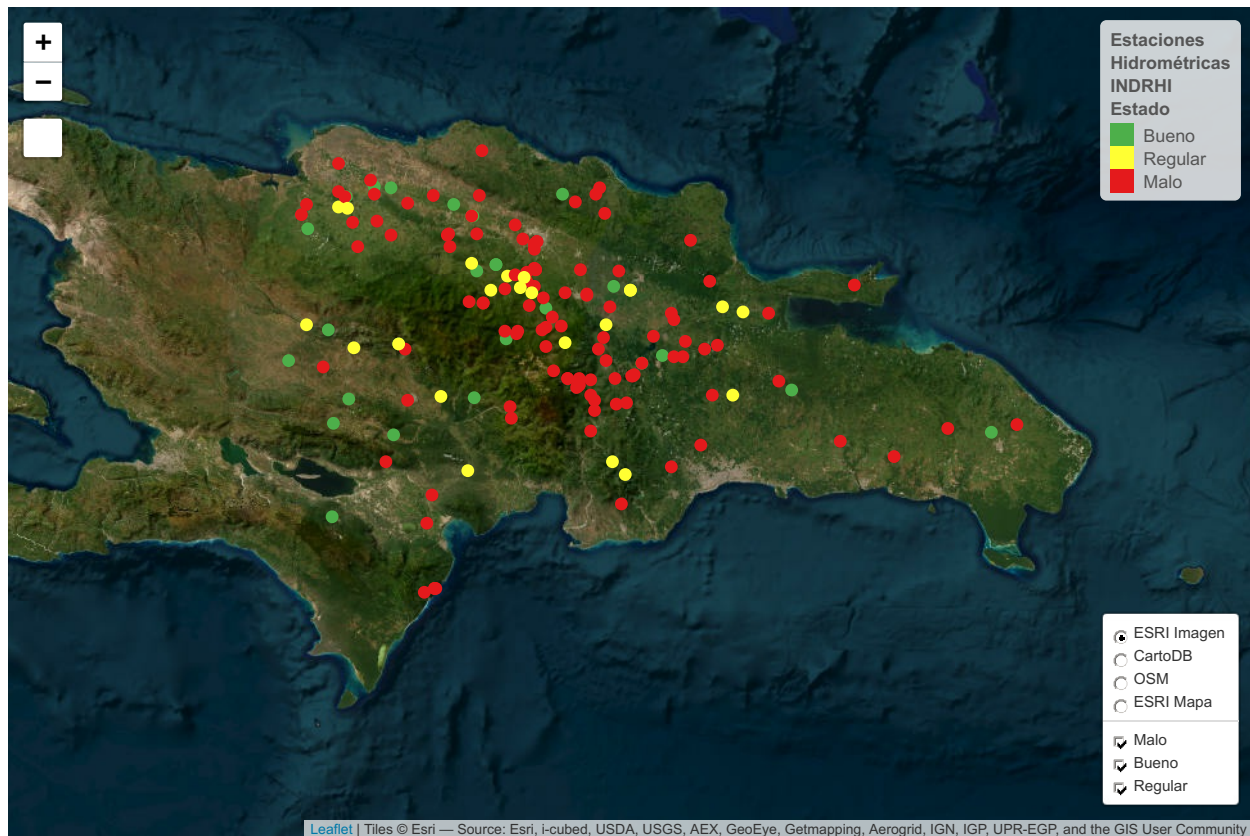 +
−
Estaciones
Hidrométricas
INDRHI
Estado
Bueno
Regular
Malo
ESRI Imagen
CartoDB
OSM
ESRI Mapa
Malo
Bueno
Regular
Leaflet | Tiles © Esri — Source: Esri, i-cubed, USDA, USGS, AEX, GeoEye, Getmapping, Aerogrid, IGN, IGP, UPR-EGP, and the GIS User Community